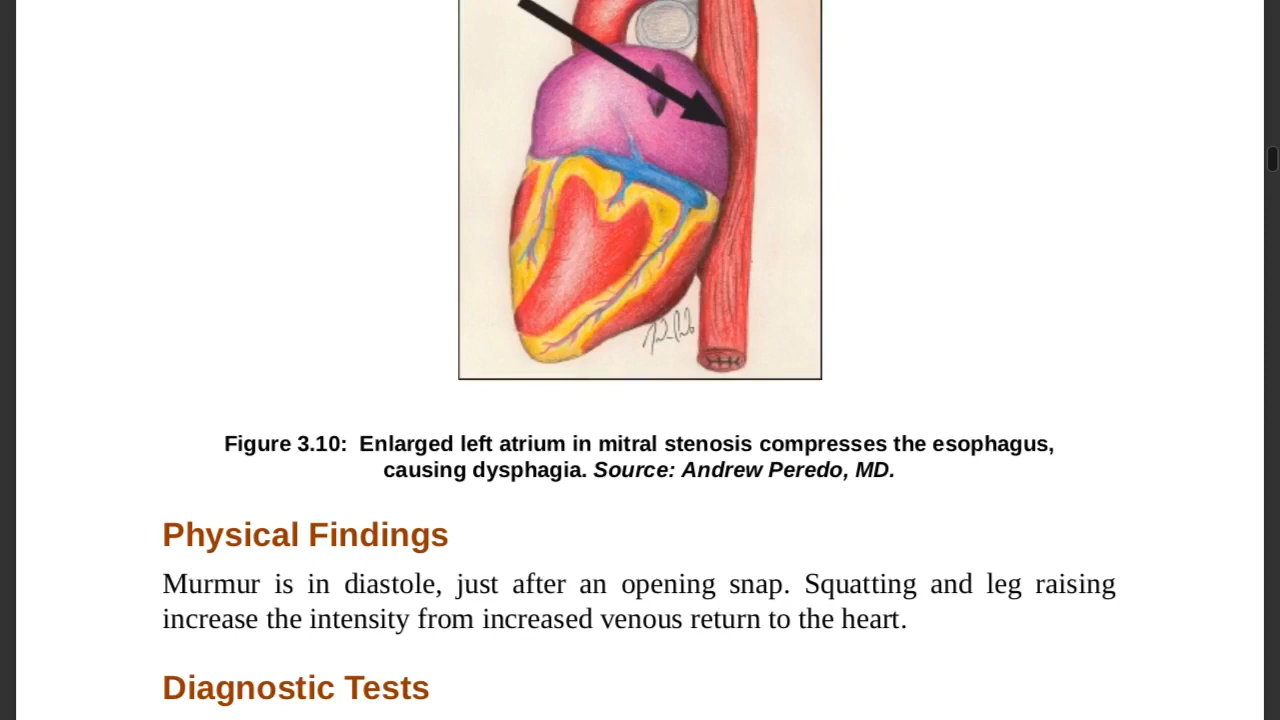 Figure 3.10:  Enlarged left atrium in mitral stenosis compresses the esophagus,
causing dysphagia. Source: Andrew Peredo, MD.
Physical Findings
Murmur is in diastole, just after an opening snap. Squatting and leg raising
increase the intensity from increased venous return to the heart.
Diagnostic Tests